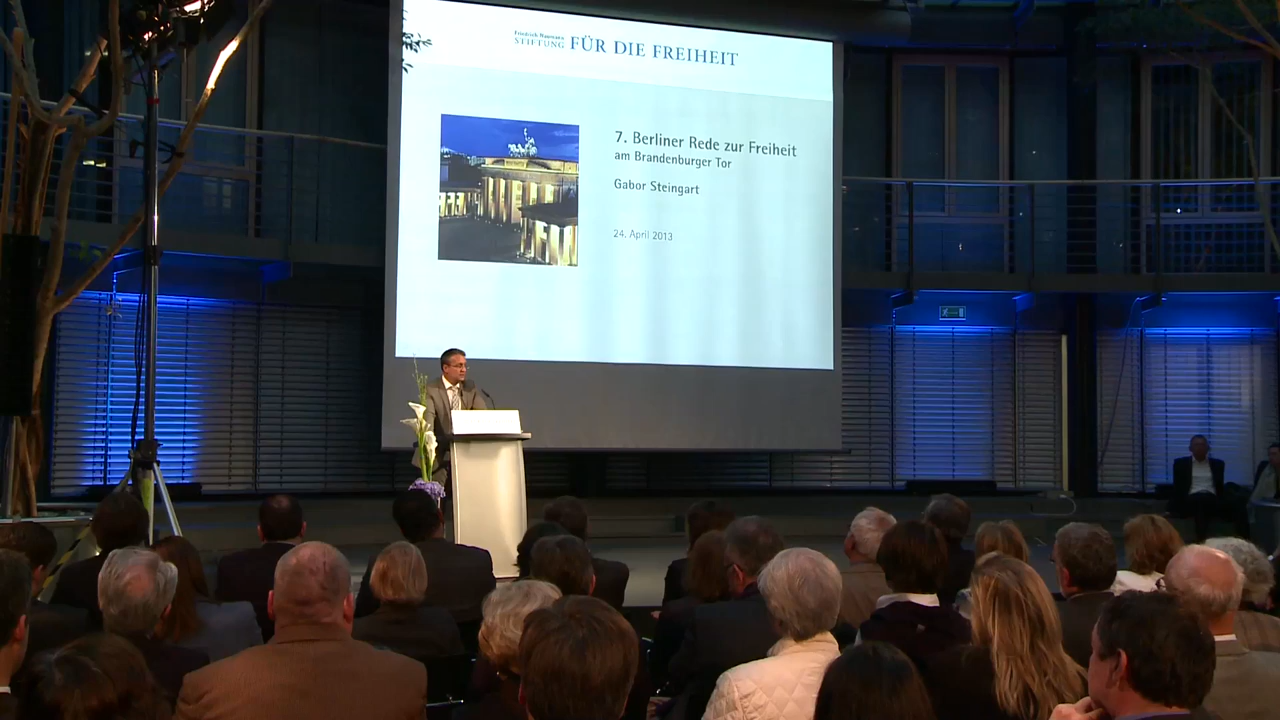 Friedrich Naumann
STIFTUNG FÜR DIE FREIHEIT
7. Berliner Rede zur Freiheit
am Brandenburger Tor
Gabor Steingart
24. April 2013